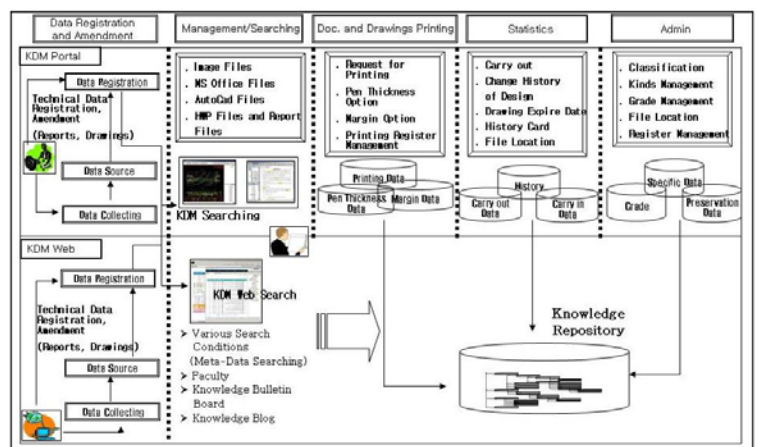 Data Registration
and Amendment
Management/Searching
Doc. and Drawings Printing
Statistics
Admin
KDM Portal
Data Registration
Technical Data
Registration,
Amendment
(Reports, Drawings)
Data Source
Data Collecting
. Image Files
. MS Office Files
. AutoCad Files
. HWP Files and Report
Files
KDM Searching
. Request for
Printing
. Pen Thickness
Option
. Margin Option
. Printing Register
Management
Printing Data
Pen Thickness
Data
Margin Data
. Carry out
. Change History
of Design
. Drawing Expire Date
. History Card
. File Location
History
Carry out
Data
Carry in
Data
. Classification
. Kinds Management
. Grade Management
. File Location
. Register Management
Specific Data
Grade
Preservation
Data
KDM Web
Data Registration
Technical Data
Registration,
Amendment
(Reports, Drawings)
Data Source
Data Collecting
KDM Web Search
➢ Various Search
Conditions
(Meta-Data Searching)
➢ Faculty
➢ Knowledge Bulletin
Board
➢ Knowledge Blog
Knowledge
Repository